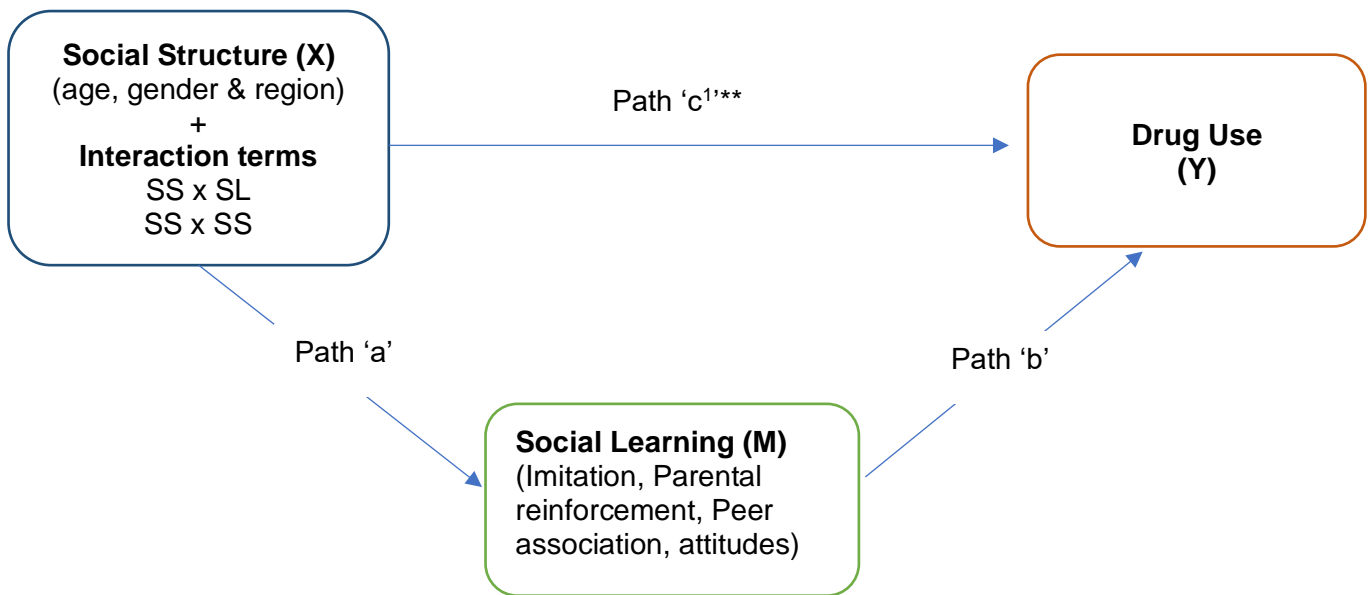 Social Structure (X)
(age, gender & region)
+
Interaction terms
SS x SL
SS x SS
Path ‘c¹’**
Drug Use
(Y)
Path ‘a’
Path ‘b’
Social Learning (M)
(Imitation, Parental
reinforcement, Peer
association, attitudes)